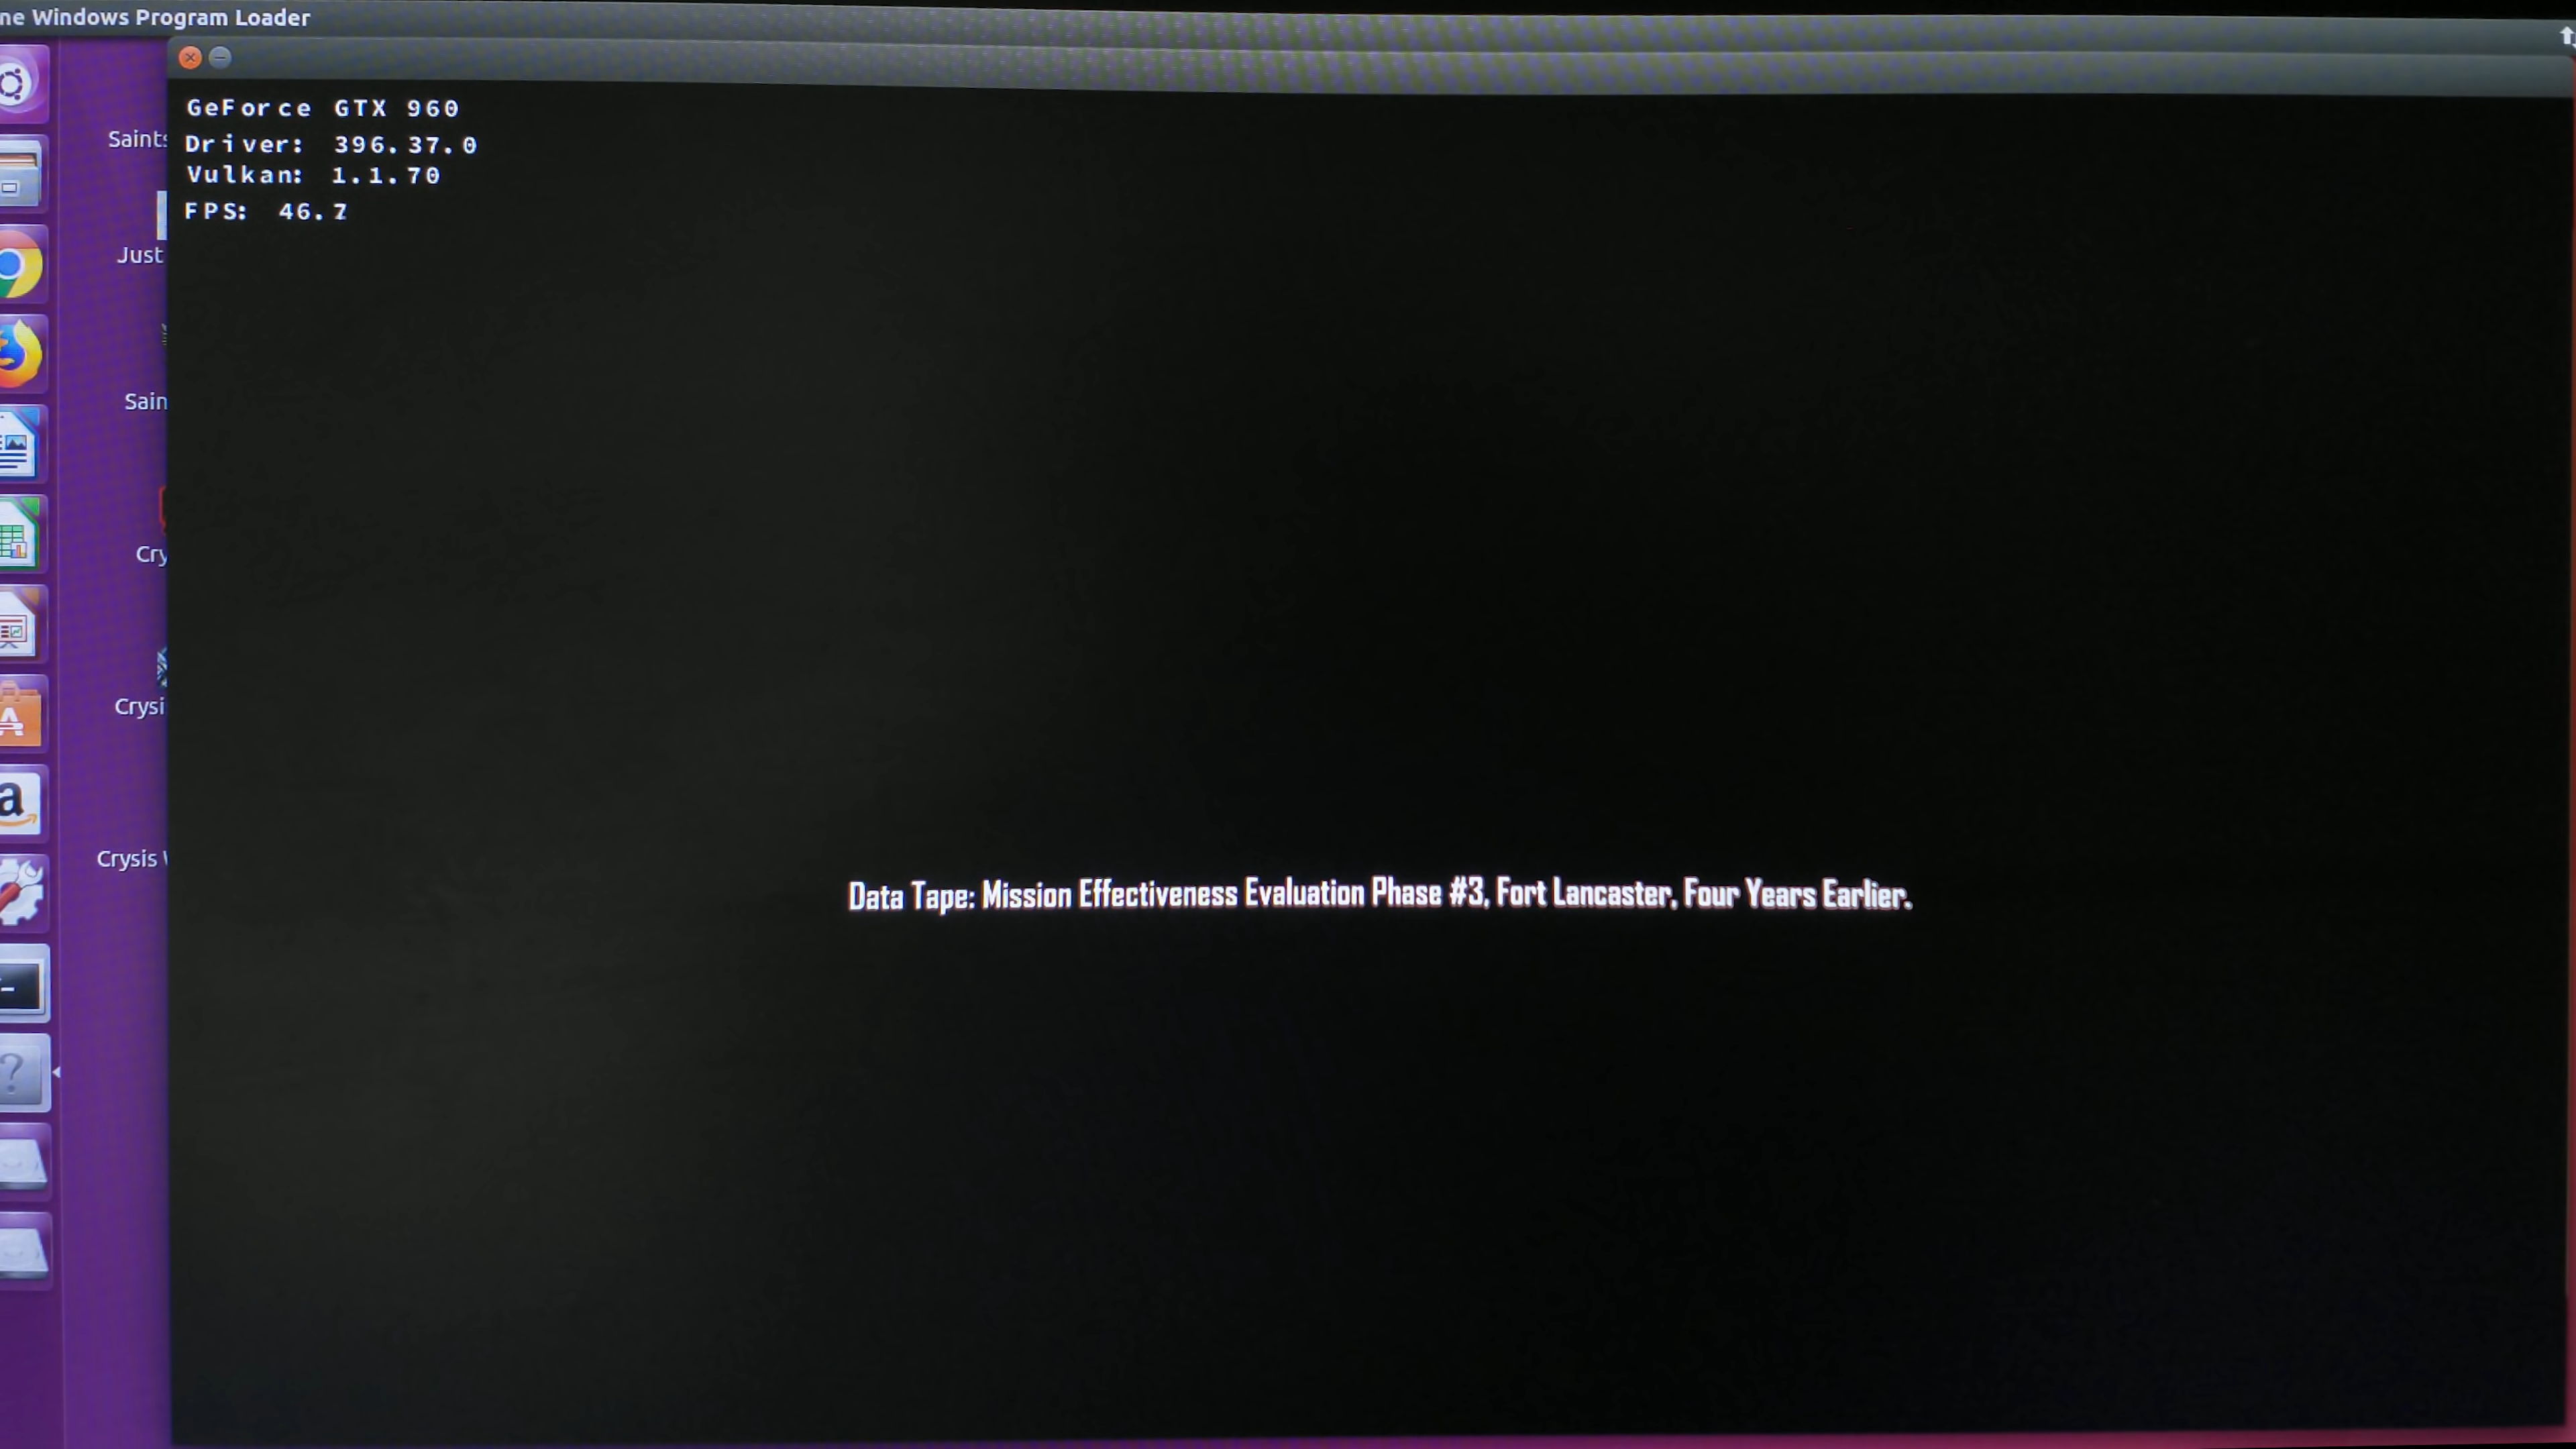 ne Windows Program Loader
GeForce GTX 960
Driver: 396.37.0
Vulkan: 1.1.70
FPS: 46.7
Saints
Just
Sain
Cry
Crysi
Crysis
Data Tape: Mission Effectiveness Evaluation Phase #3, Fort Lancaster, Four Years Earlier.